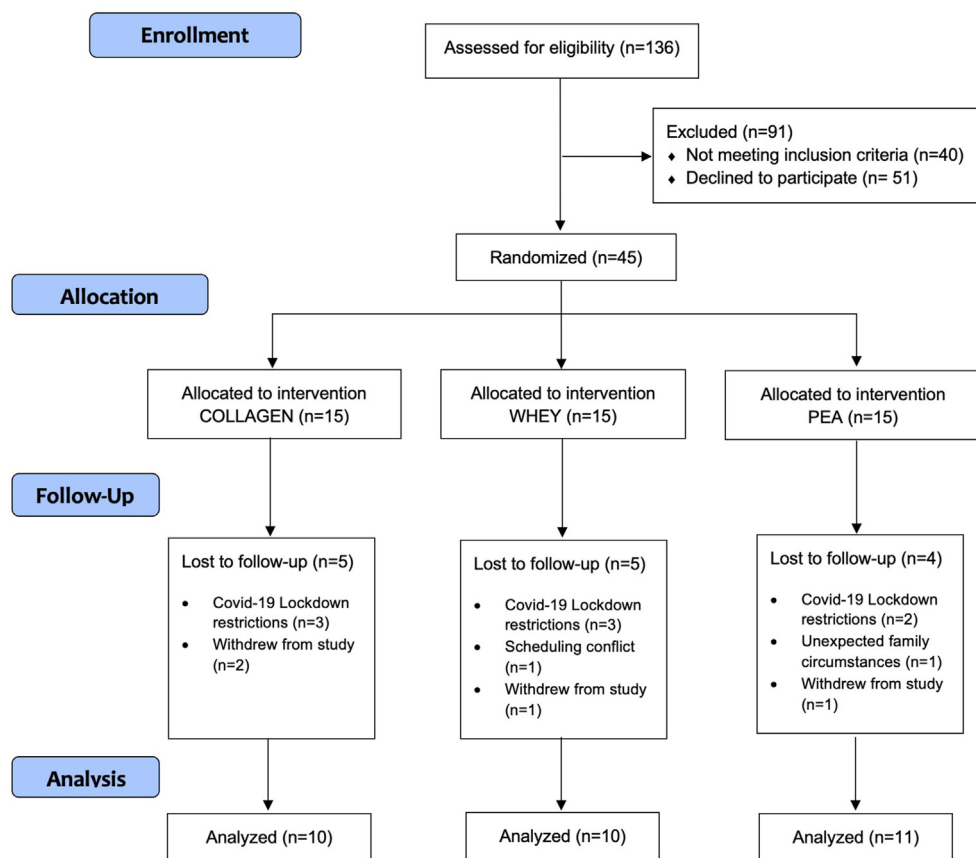 Enrollment
Assessed for eligibility (n=136)
Excluded (n=91)
♦ Not meeting inclusion criteria (n=40)
♦ Declined to participate (n= 51)
Randomized (n=45)
Allocation
Allocated to intervention
COLLAGEN (n=15)
Allocated to intervention
WHEY (n=15)
Allocated to intervention
PEA (n=15)
Follow-Up
Lost to follow-up (n=5)
• Covid-19 Lockdown
restrictions (n=3)
• Withdrew from study
(n=2)
Lost to follow-up (n=5)
• Covid-19 Lockdown
restrictions (n=3)
• Scheduling conflict
(n=1)
• Withdrew from study
(n=1)
Lost to follow-up (n=4)
• Covid-19 Lockdown
restrictions (n=2)
• Unexpected family
circumstances (n=1)
• Withdrew from study
(n=1)
Analysis
Analyzed (n=10)
Analyzed (n=10)
Analyzed (n=11)